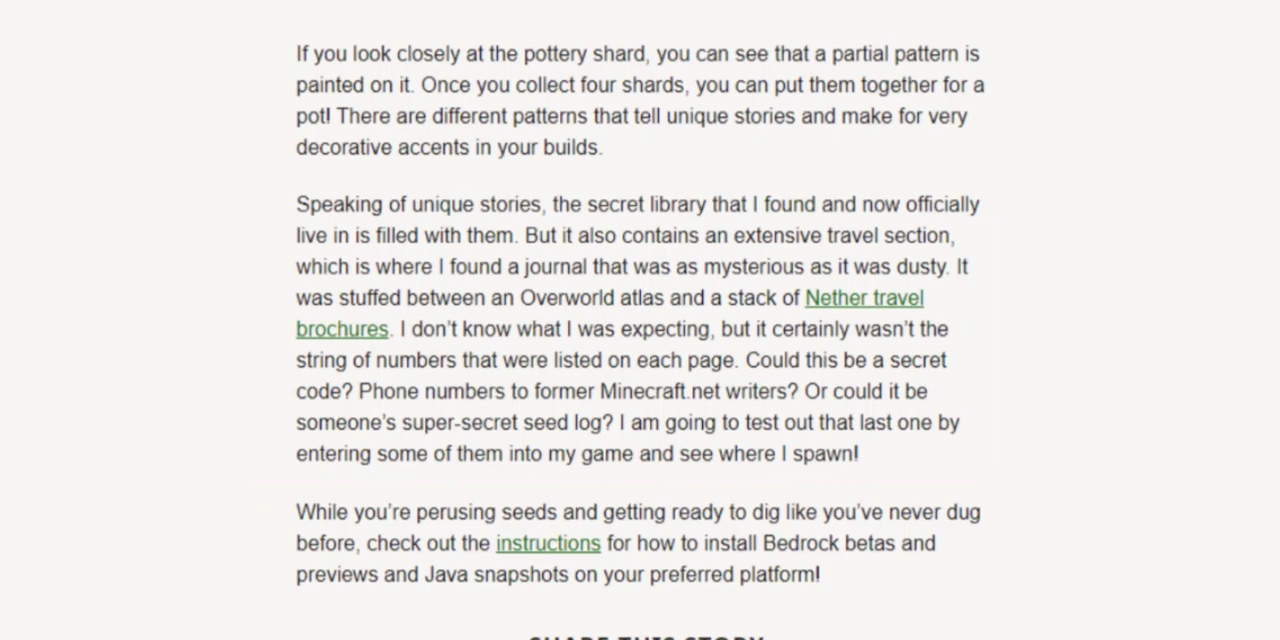 If you look closely at the pottery shard, you can see that a partial pattern is
painted on it. Once you collect four shards, you can put them together for a
pot! There are different patterns that tell unique stories and make for very
decorative accents in your builds.
Speaking of unique stories, the secret library that I found and now officially
live in is filled with them. But it also contains an extensive travel section,
which is where I found a journal that was as mysterious as it was dusty. It
was stuffed between an Overworld atlas and a stack of Nether travel
brochures. I don’t know what I was expecting, but it certainly wasn’t the
string of numbers that were listed on each page. Could this be a secret
code? Phone numbers to former Minecraft.net writers? Or could it be
someone’s super-secret seed log? I am going to test out that last one by
entering some of them into my game and see where I spawn!
While you’re perusing seeds and getting ready to dig like you’ve never dug
before, check out the instructions for how to install Bedrock betas and
previews and Java snapshots on your preferred platform!
SHARE THIS STORY